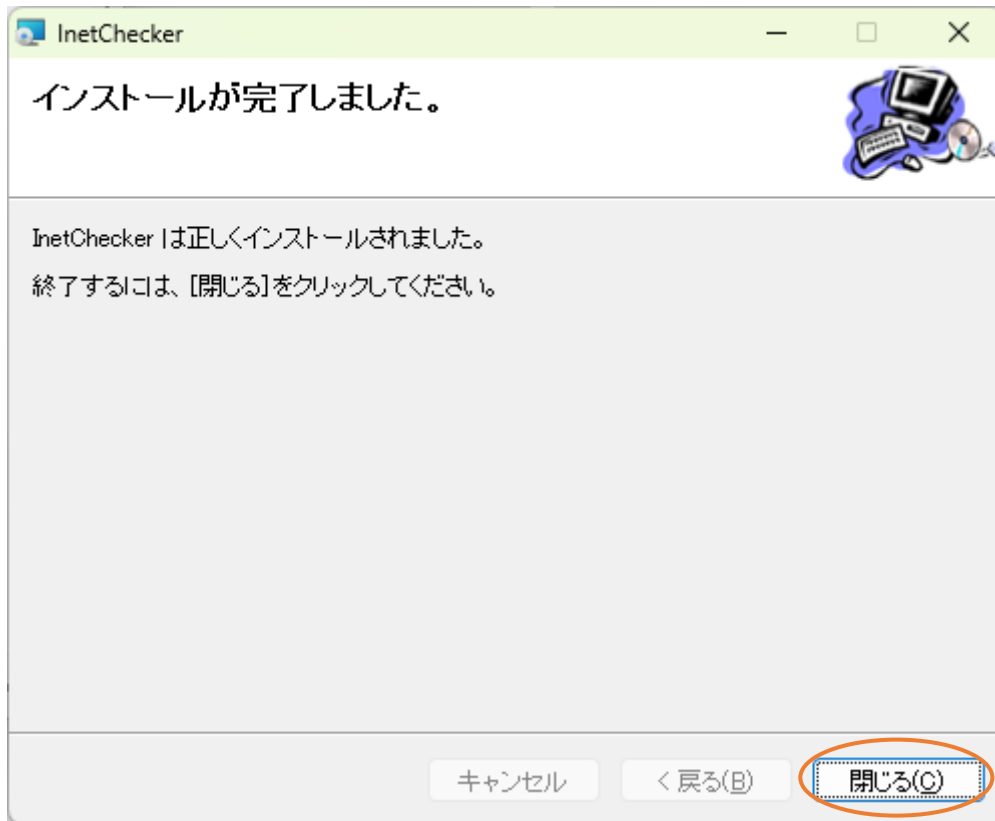 InetChecker
インストールが完了しました。
InetChecker は正しくインストールされました。
終了するには、[閉じる]をクリックしてください。
キャンセル
< 戻る(B)
閉じる(C)